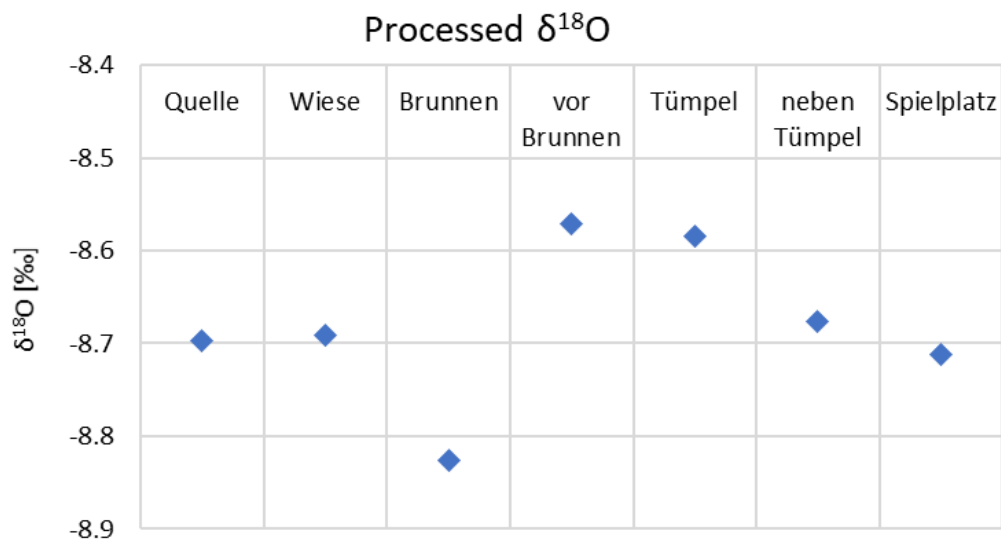 Processed δ¹⁸O
-8.4
Quelle
Wiese
Brunnen
vor
Brunnen
Tümpel
neben
Tümpel
Spielplatz
-8.5
-8.6
-8.7
-8.8
-8.9
δ¹⁸O [‰]